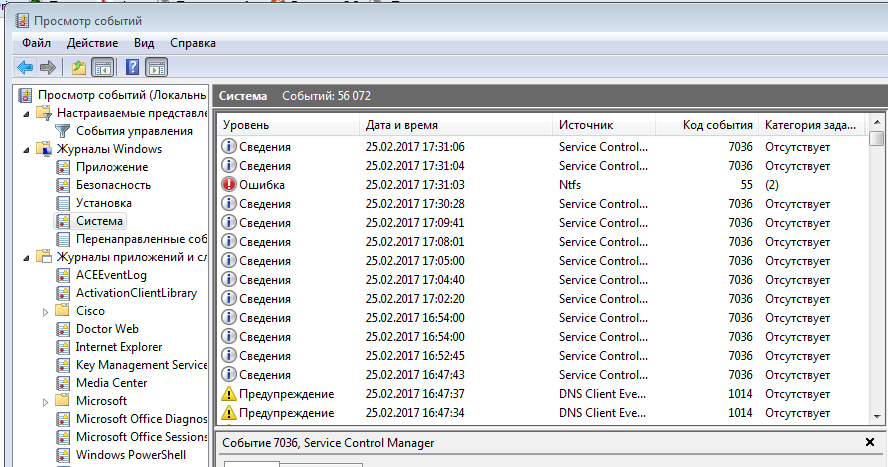 Просмотр событий
Файл Действие Вид Справка
Просмотр событий (Локальны
Настраиваемые представле
События управления
Журналы Windows
Приложение
Безопасность
Установка
Система
Перенаправленные соб
Журналы приложений и сл
ACEEventLog
ActivationClientLibrary
Cisco
Doctor Web
Internet Explorer
Key Management Service
Media Center
Microsoft
Microsoft Office Diagnos
Microsoft Office Sessions
Windows PowerShell
Система Событий: 56 072
Уровень Дата и время Источник Код события Категория зада...
Сведения 25.02.2017 17:31:06 Service Control... 7036 Отсутствует
Сведения 25.02.2017 17:31:04 Service Control... 7036 Отсутствует
Ошибка 25.02.2017 17:31:03 Ntfs 55 (2)
Сведения 25.02.2017 17:30:28 Service Control... 7036 Отсутствует
Сведения 25.02.2017 17:09:41 Service Control... 7036 Отсутствует
Сведения 25.02.2017 17:08:01 Service Control... 7036 Отсутствует
Сведения 25.02.2017 17:05:00 Service Control... 7036 Отсутствует
Сведения 25.02.2017 17:04:40 Service Control... 7036 Отсутствует
Сведения 25.02.2017 17:02:20 Service Control... 7036 Отсутствует
Сведения 25.02.2017 16:54:00 Service Control... 7036 Отсутствует
Сведения 25.02.2017 16:54:00 Service Control... 7036 Отсутствует
Сведения 25.02.2017 16:52:45 Service Control... 7036 Отсутствует
Сведения 25.02.2017 16:47:43 Service Control... 7036 Отсутствует
Предупреждение 25.02.2017 16:47:37 DNS Client Eve... 1014 Отсутствует
Предупреждение 25.02.2017 16:47:34 DNS Client Eve... 1014 Отсутствует
Событие 7036, Service Control Manager